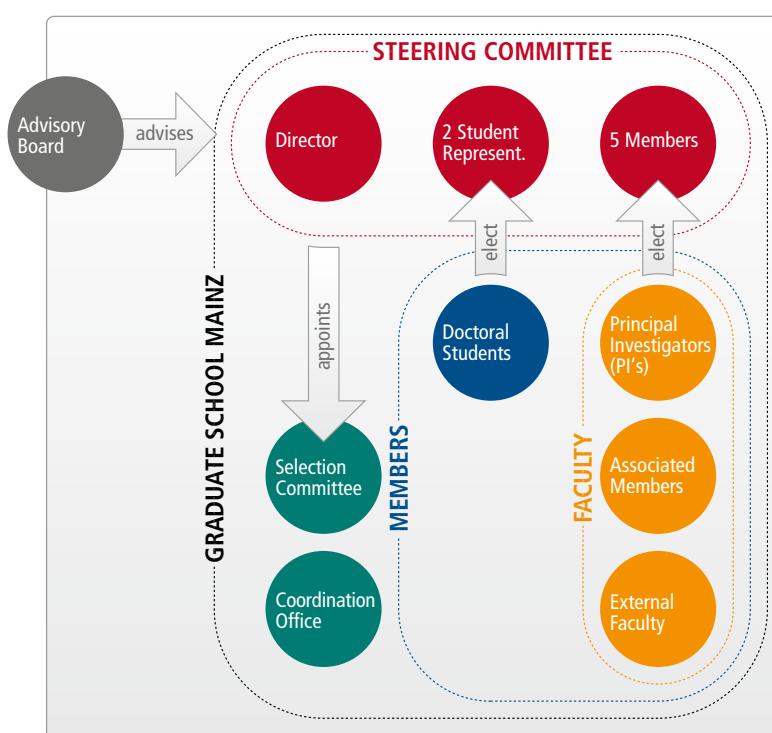 STEERING COMMITTEE
Advisory
Board
advises
Director
2 Student
Represent.
5 Members
elect
elect
GRADUATE SCHOOL MAINZ
appoints
Doctoral
Students
Principal
Investigators
(PI's)
MEMBERS
FACULTY
Selection
Committee
Associated
Members
Coordination
Office
External
Faculty